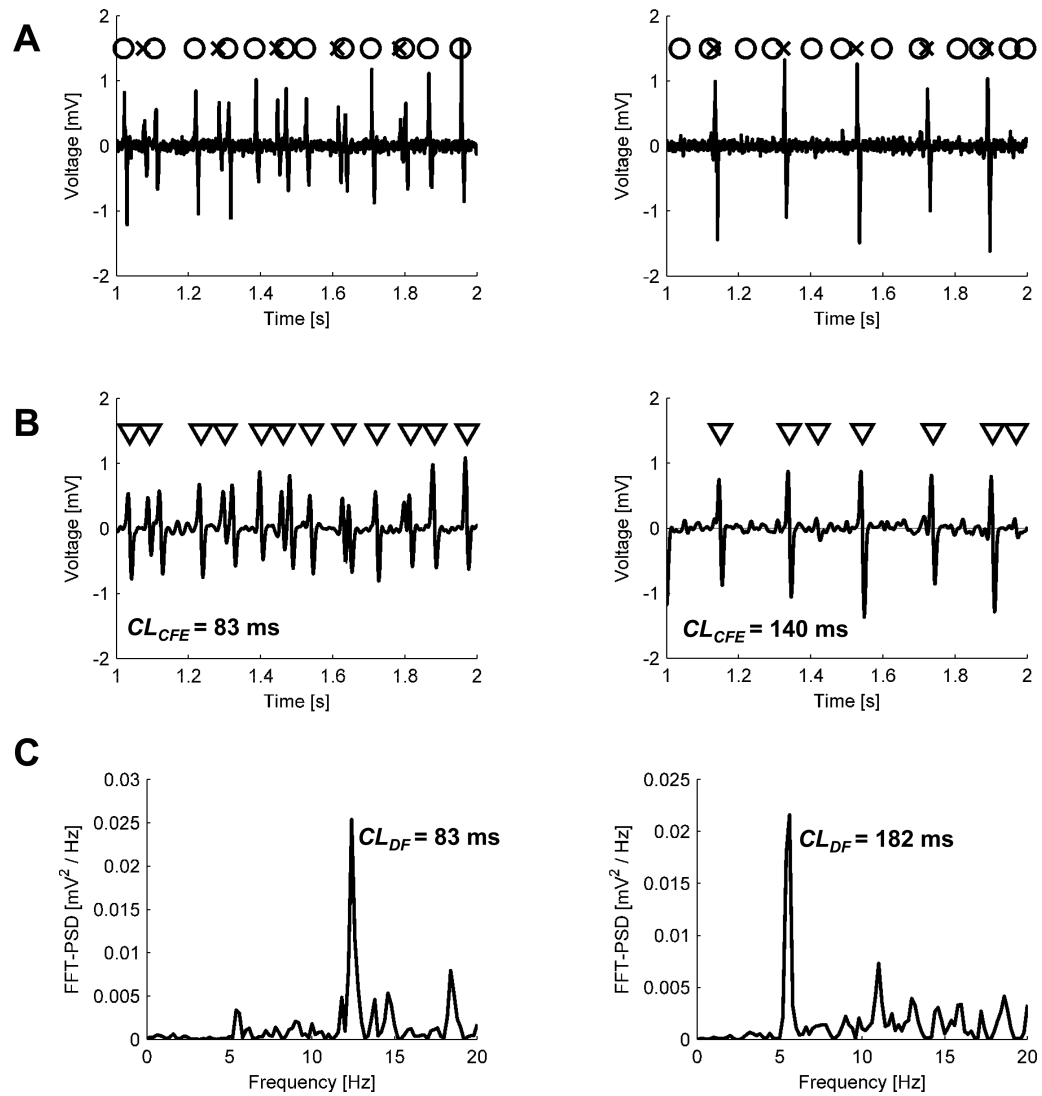 A
2
1
0
-1
-2
Voltage [mV]
1 1.2 1.4 1.6 1.8 2
Time [s]
2
1
0
-1
-2
Voltage [mV]
1 1.2 1.4 1.6 1.8 2
Time [s]
B
2
1
0
-1
-2
Voltage [mV]
CL_CFE = 83 ms
1 1.2 1.4 1.6 1.8 2
Time [s]
2
1
0
-1
-2
Voltage [mV]
CL_CFE = 140 ms
1 1.2 1.4 1.6 1.8 2
Time [s]
C
0.03
0.025
0.02
0.015
0.01
0.005
0
FFT-PSD [mV² / Hz]
CL_DF = 83 ms
0 5 10 15 20
Frequency [Hz]
0.025
0.02
0.015
0.01
0.005
0
FFT-PSD [mV² / Hz]
CL_DF = 182 ms
0 5 10 15 20
Frequency [Hz]